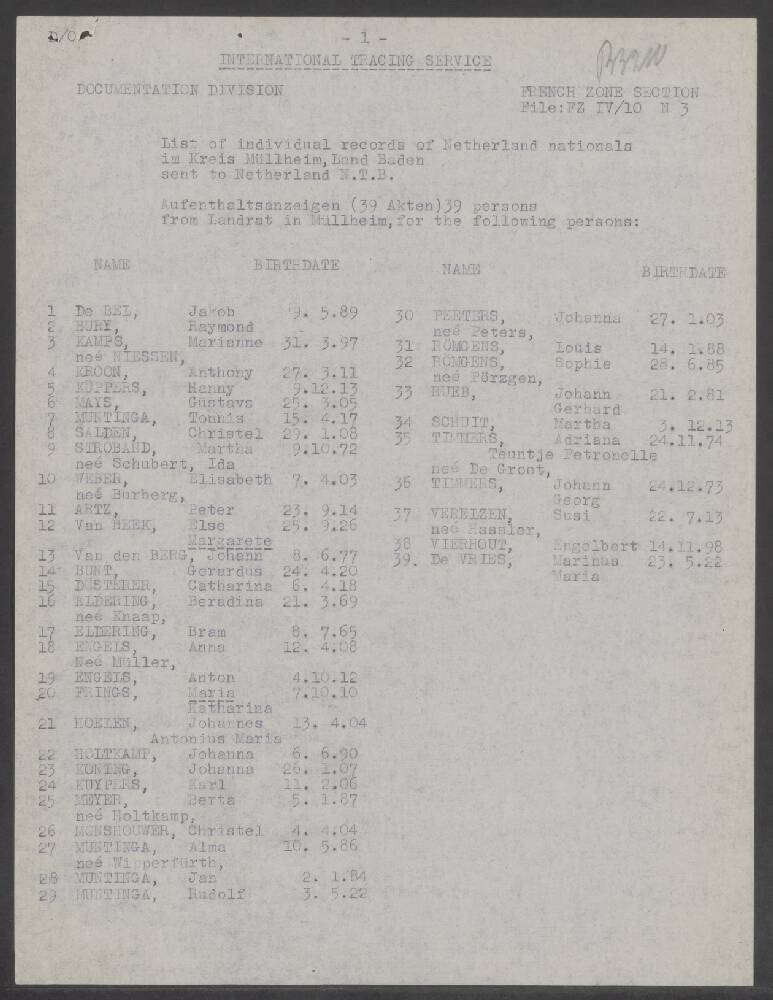 - 1 -
INTERNATIONAL TRACING SERVICE
DOCUMENTATION DIVISION
FRENCH ZONE SECTION
File:FZ IV/10 N 3
List of individual records of Netherland nationals
im Kreis Müllheim, Land Baden
sent to Netherland N.T.B.
Aufenthaltsanzeigen (39 Akten)39 persons
from Landrat in Müllheim, for the following persons:
NAME BIRTHDATE
1 De BEL, Jakob 9. 5.89
2 BURY, Raymond -
3 KAMPS, Marianne 31. 3.97
neé NIESSEN,
4 KROON, Anthony 27. 3.11
5 KÜPPERS, Hanny 9.12.13
6 MAYS, Gustavs 25. 3.05
7 MUNTINGA, Tonnis 15. 4.17
8 SALDEN, Christel 29. 1.08
9 STROBAND, Martha 9.10.72
neé Schubert, Ida
10 WEBER, Elisabeth 7. 4.03
neé Burberg,
11 ARTZ, Peter 23. 9.14
12 Van BEEK, Else 25. 9.26
Margarete
13 Van den BERG, Johann 8. 6.77
14 BUNT, Gerardus 24. 4.20
15 DÜSTERER, Catharina 6. 4.18
16 ELDERING, Beradina 21. 3.69
neé Knaap,
17 ELDERING, Bram 8. 7.65
18 ENGELS, Anna 12. 4.08
Neé Müller,
19 ENGELS, Anton 4.10.12
20 FRINGS, Maria 7.10.10
Katharina
21 HOELEN, Johannes 13. 4.04
Antonius Maria
22 HOLTKAMP, Johanna 6. 6.90
23 KONING, Johanna 26. 1.07
24 KUYPERS, Karl 11. 2.06
25 MEYER, Berta 5. 1.87
neé Holtkamp,
26 MONSHOUWER, Christel 4. 4.04
27 MUNTINGA, Alma 10. 5.86
neé Wipperfürth,
28 MUNTINGA, Jan 2. 1.84
29 MUNTINGA, Rudolf 3. 5.22
NAME BIRTHDATE
30 PEETERS, Johanna 27. 1.03
neé Peters,
31 RÖMGENS, Louis 14. 1.88
32 RÖMGENS, Sophie 28. 6.85
neé Pörzgen,
33 RUEB, Johann 21. 2.81
Gerhard
34 SCHUIT, Martha 3. 12.13
35 TIMMERS, Adriana 24.11.74
Teuntje Petronella
neé De Groot,
36 TIMMERS, Johann 24.12.73
Georg
37 VEREIZEN, Susi 22. 7.13
neé Hassler,
38 VIERHOUT, Engelbert 14.11.98
39. De VRIES, Marinus 23. 5.22
Maria